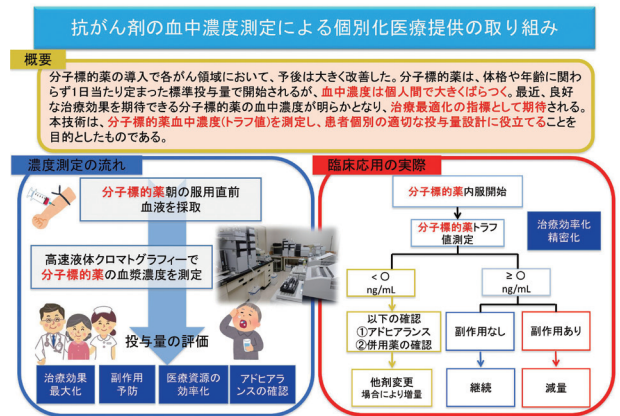 抗がん剤の血中濃度測定による個別化医療提供の取り組み
概要
分子標的薬の導入で各がん領域において、予後は大きく改善した。分子標的薬は、体格や年齢に関わ
らず1日当たり定まった標準投与量で開始されるが、血中濃度は個人間で大きくばらつく。最近、良好
な治療効果を期待できる分子標的薬の血中濃度が明らかとなり、治療最適化の指標として期待される。
本技術は、分子標的薬血中濃度(トラフ値)を測定し、患者個別の適切な投与量設計に役立てることを
目的としたものである。
濃度測定の流れ
分子標的薬朝の服用直前
血液を採取
高速液体クロマトグラフィーで
分子標的薬の血漿濃度を測定
投与量の評価
治療効果
最大化
副作用
予防
医療資源の
効率化
アドヒアラ
ンスの確認
臨床応用の実際
分子標的薬内服開始
分子標的薬トラフ
値測定
治療効率化
精密化
<○
ng/mL
≥○
ng/mL
以下の確認
①アドヒアランス
②併用薬の確認
副作用なし
副作用あり
他剤変更
場合により増量
継続
減量